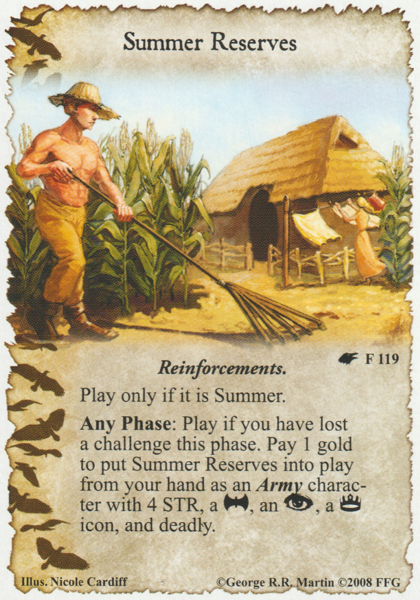 Summer Reserves
F 119
Reinforcements.
Play only if it is Summer.
Any Phase: Play if you have lost
a challenge this phase. Pay 1 gold
to put Summer Reserves into play
from your hand as an Army charac-
ter with 4 STR, a , an , a
icon, and deadly.
Illus. Nicole Cardiff ©George R.R. Martin ©2008 FFG